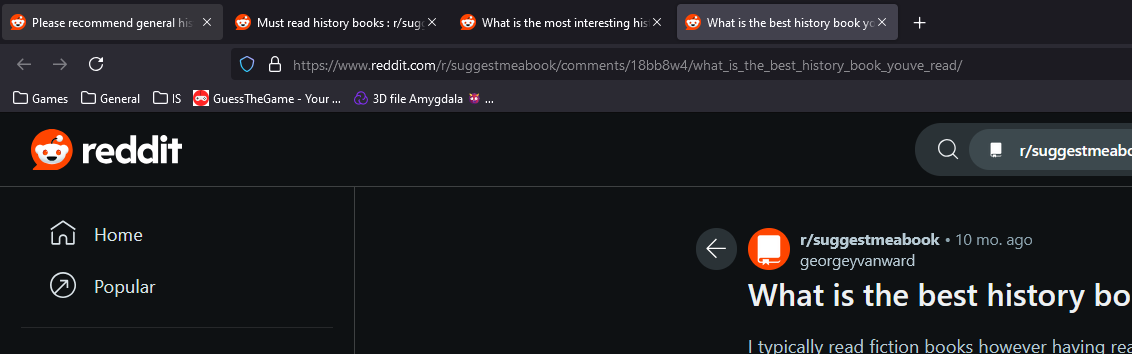 Please recommend general his
Must read history books : r/sugg
What is the most interesting his
What is the best history book yo
https://www.reddit.com/r/suggestmeabook/comments/18bb8w4/what_is_the_best_history_book_youve_read/
Games General IS GuessTheGame - Your ... 3D file Amygdala 👿 ...
reddit
r/suggestmeabo
Home
Popular
r/suggestmeabook • 10 mo. ago
georgeyvanward
What is the best history bo
I typically read fiction books however having rea